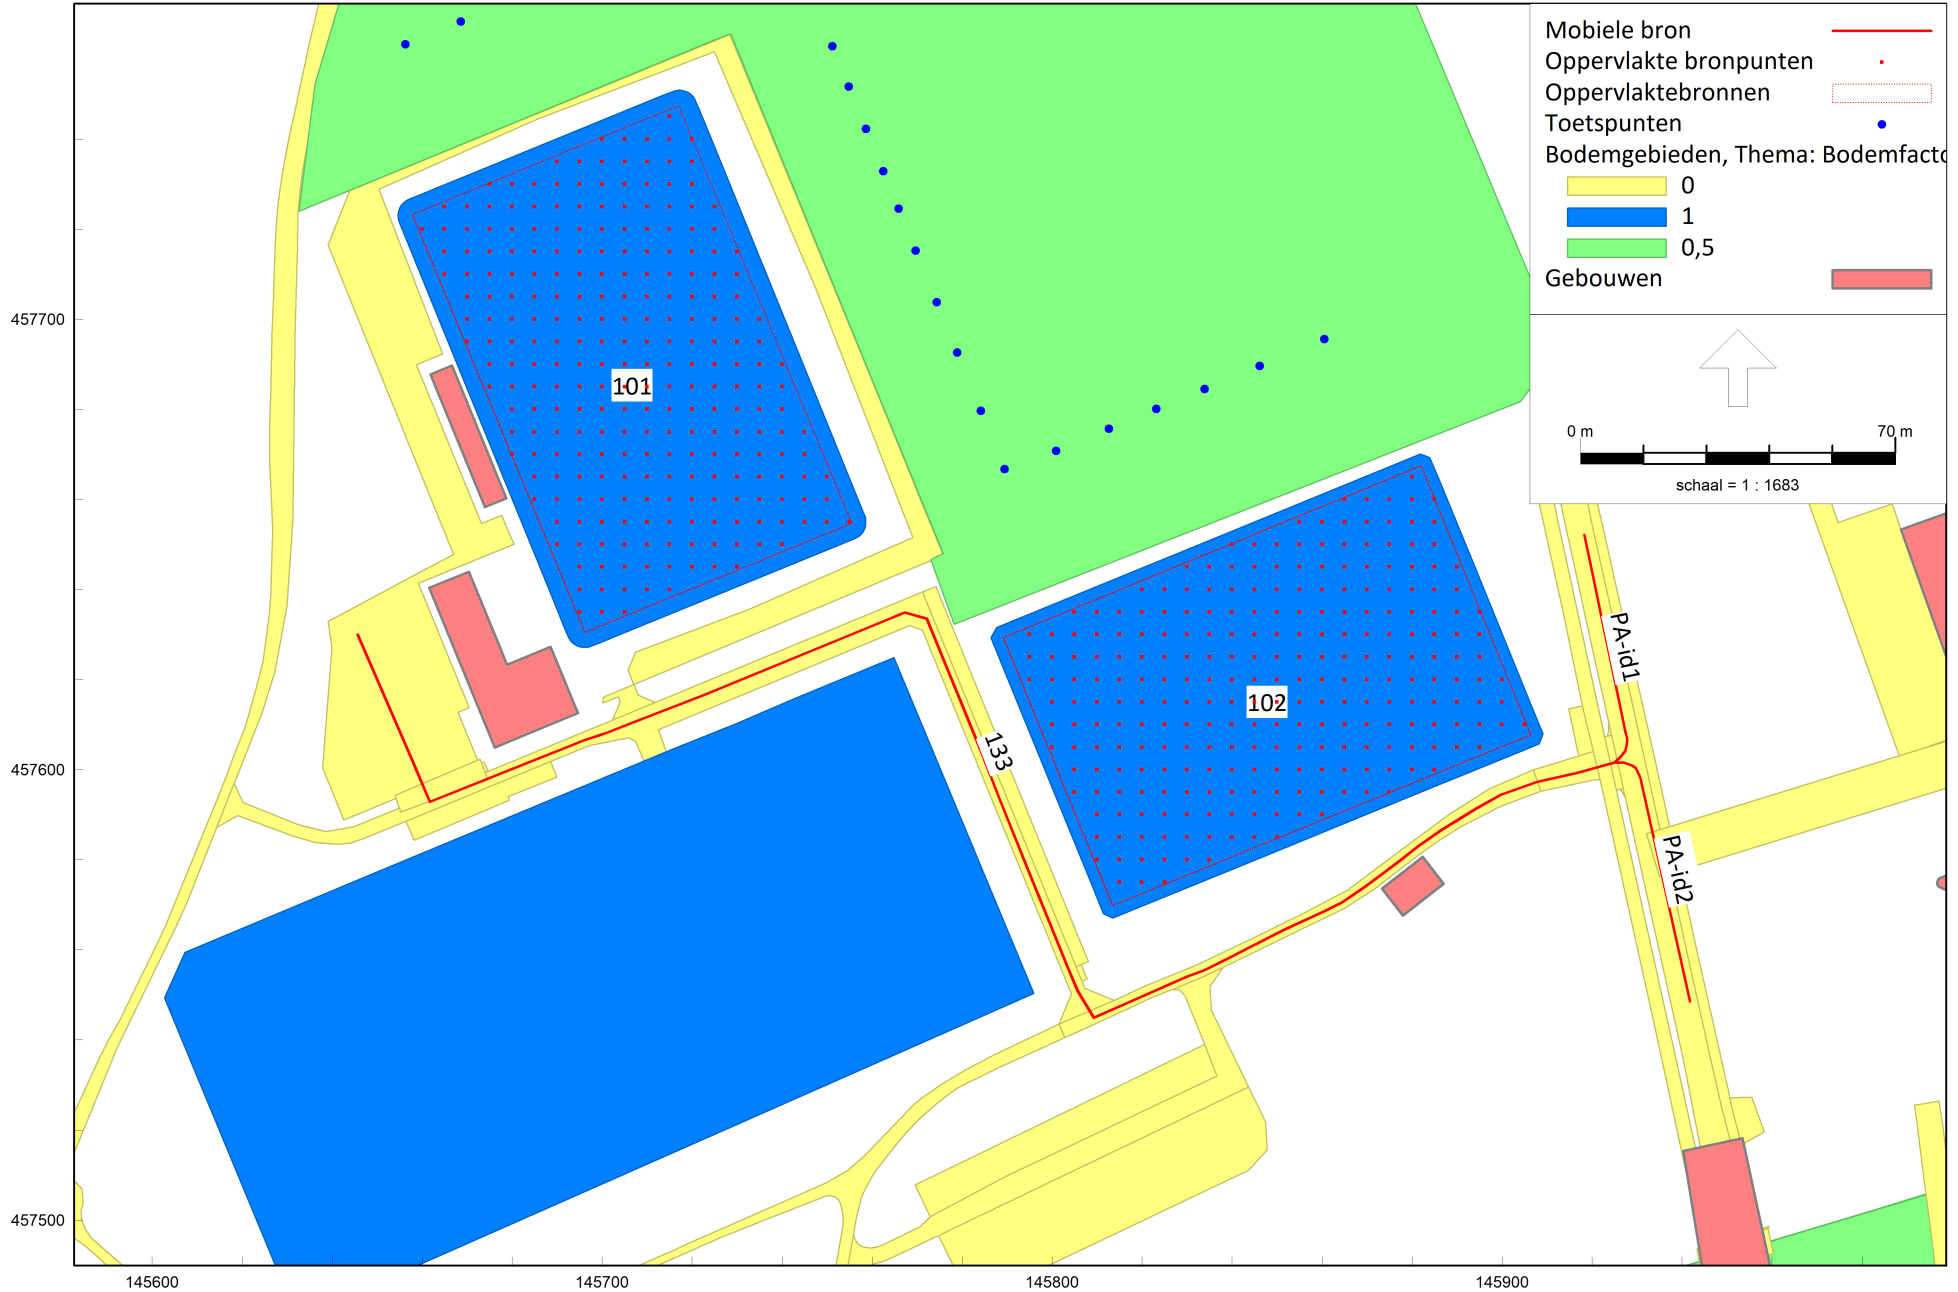 Mobiele bron
Oppervlakte bronpunten
Oppervlaktebronnen
Toetspunten
Bodemgebieden, Thema: Bodemfacto
0
1
0,5
Gebouwen
0 m
70 m
schaal = 1 : 1683
457700
101
PA-id1
102
133
457600
PA-id2
457500
145600
145700
145800
145900